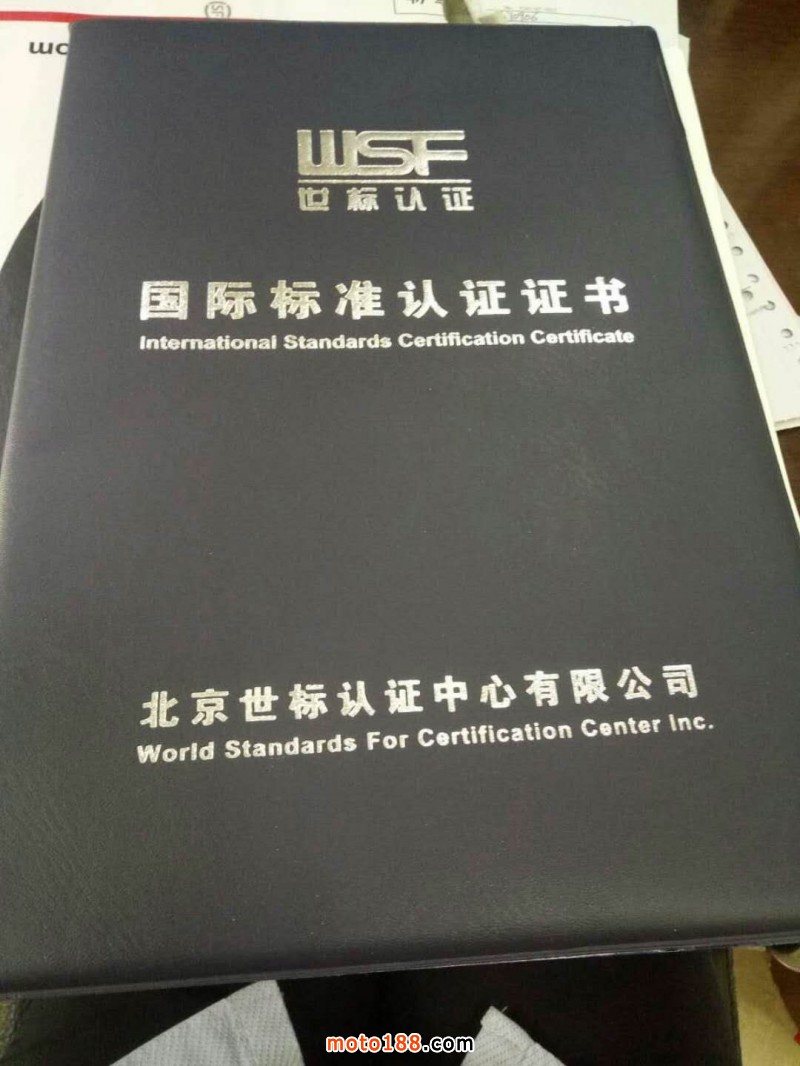 WSF
世标认证
国际标准认证证书
International Standards Certification Certificate
北京世标认证中心有限公司
World Standards For Certification Center Inc.
moto188.com